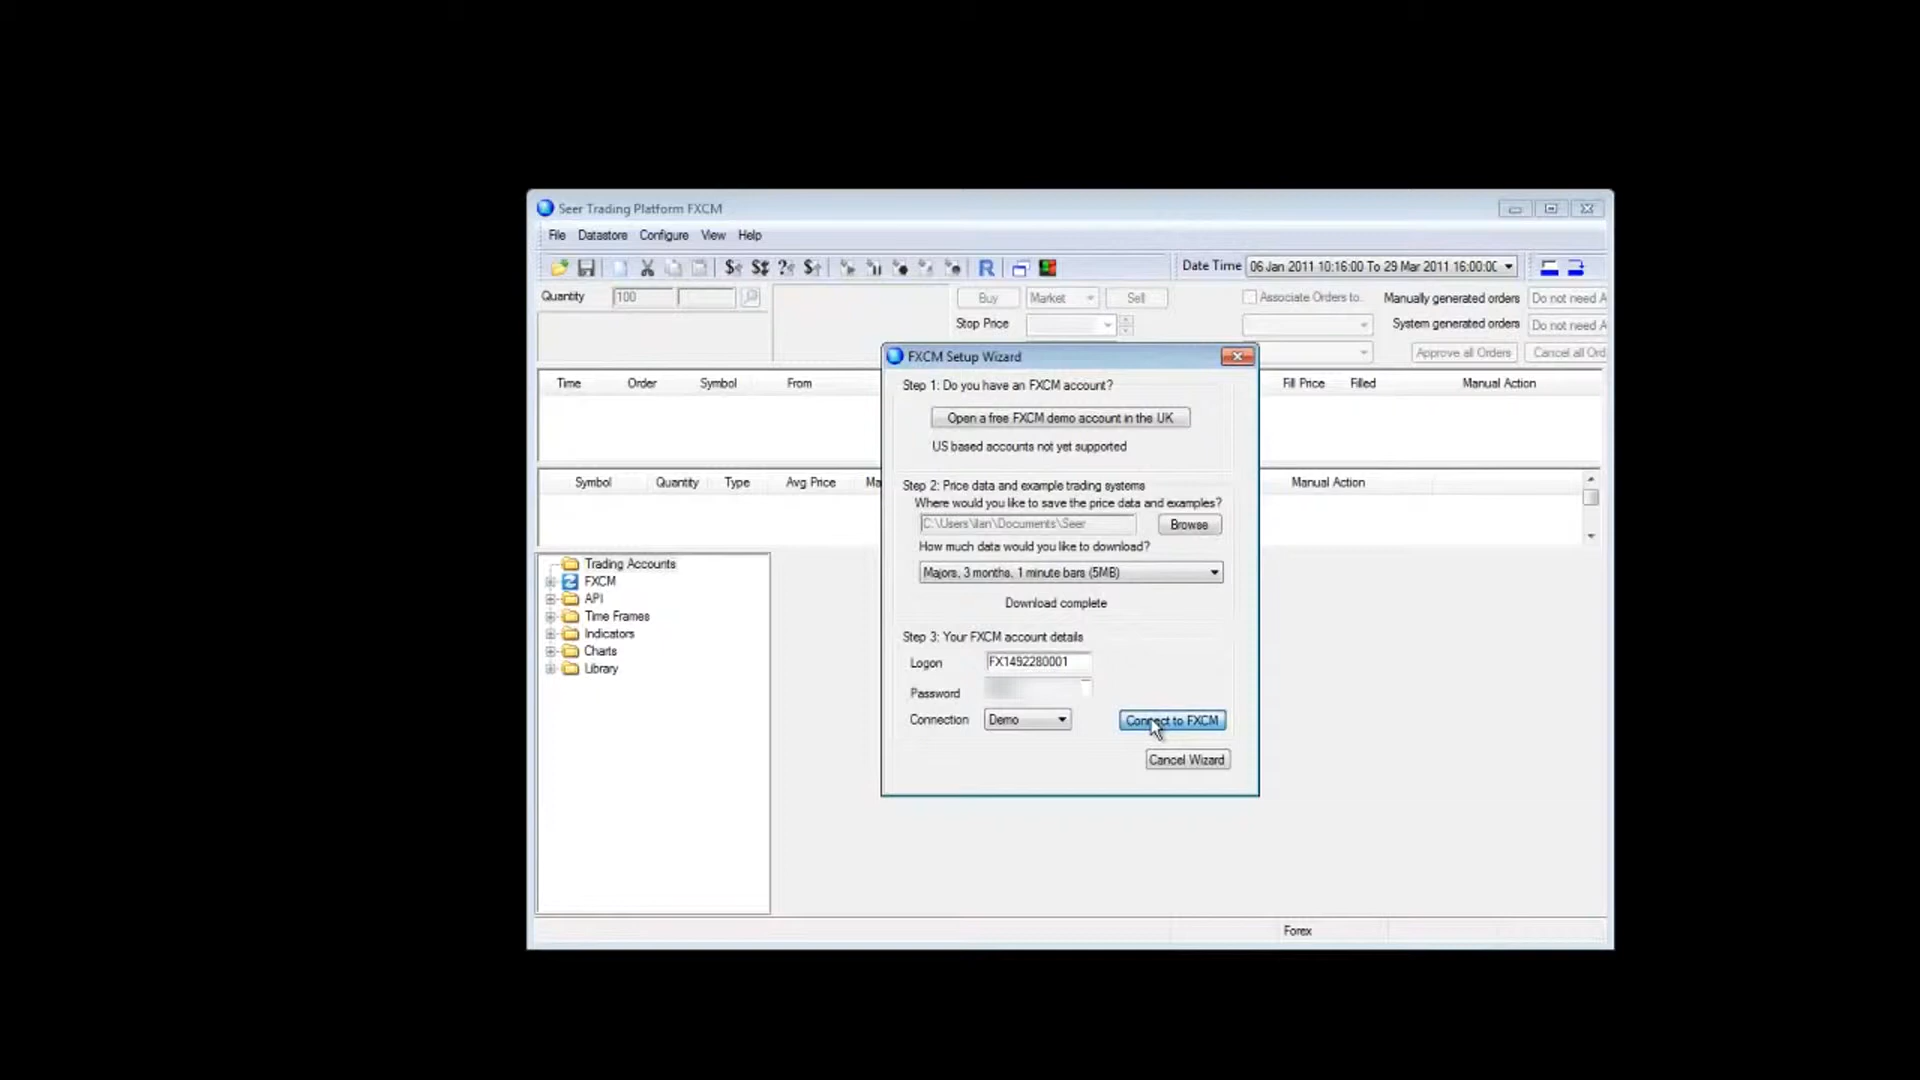 Seer Trading Platform FXCM
File Datastore Configure View Help
Date Time 06 Jan 2011 10:16:00 To 29 Mar 2011 16:00:00
Quantity 100 Buy Market Sell Associate Orders to. Manually generated orders Do not need A
Stop Price System generated orders Do not need A
Approve all Orders Cancel all Ord
FXCM Setup Wizard
Time Order Symbol From Fill Price Filled Manual Action
Symbol Quantity Type Avg Price Ma Manual Action
Step 1: Do you have an FXCM account?
Open a free FXCM demo account in the UK
US based accounts not yet supported
Step 2: Price data and example trading systems
Where would you like to save the price data and examples?
C:\Users\Ian\Documents\Seer Browse
How much data would you like to download?
Majors, 3 months, 1 minute bars (5MB)
Download complete
Step 3: Your FXCM account details
Logon FX1492280001
Password
Connection Demo Connect to FXCM
Cancel Wizard
Trading Accounts
FXCM
API
Time Frames
Indicators
Charts
Library
Forex